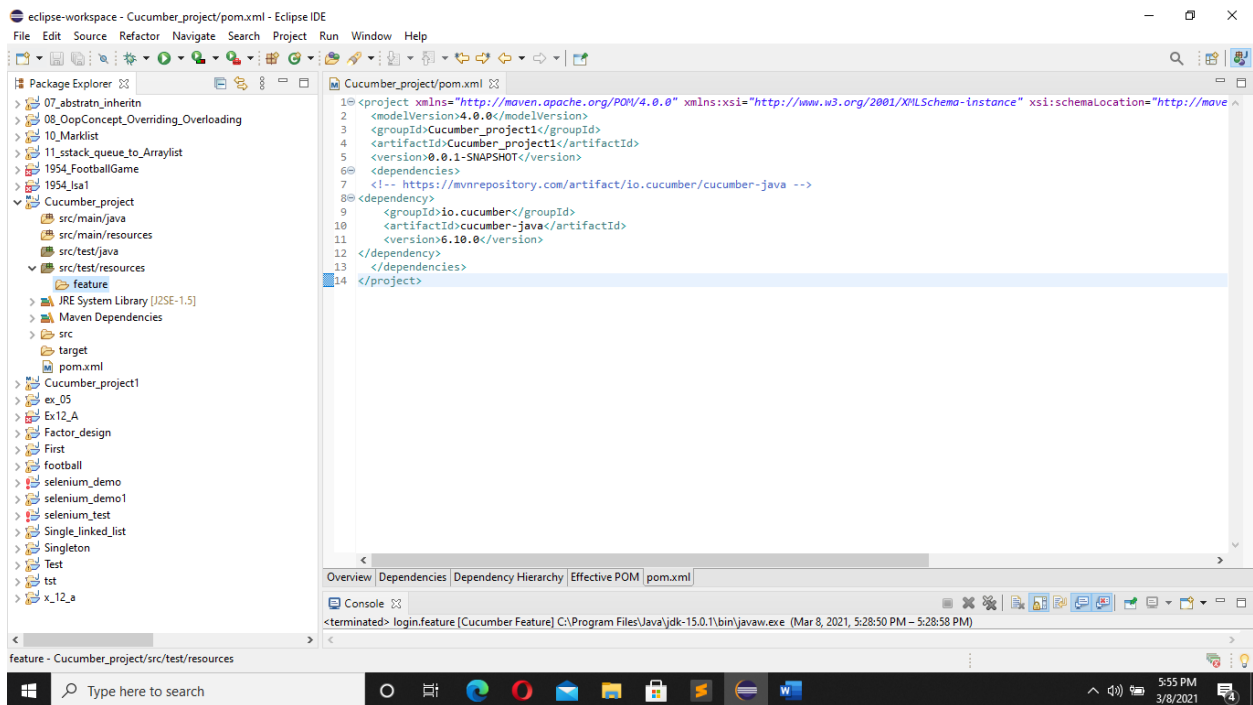 eclipse-workspace - Cucumber_project/pom.xml - Eclipse IDE
File Edit Source Refactor Navigate Search Project Run Window Help
Package Explorer
07_abstratn_inheritn
08_OopConcept_Overriding_Overloading
10_Marklist
11_sstack_queue_to_Arraylist
1954_FootballGame
1954_lsa1
Cucumber_project
src/main/java
src/main/resources
src/test/java
src/test/resources
feature
JRE System Library [J2SE-1.5]
Maven Dependencies
src
target
pom.xml
Cucumber_project1
ex_05
Ex12_A
Factor_design
First
football
selenium_demo
selenium_demo1
selenium_test
Single_linked_list
Singleton
Test
tst
x_12_a
Cucumber_project/pom.xml
1 <project xmlns="http://maven.apache.org/POM/4.0.0" xmlns:xsi="http://www.w3.org/2001/XMLSchema-instance" xsi:schemaLocation="http://mave
2 <modelVersion>4.0.0</modelVersion>
3 <groupId>Cucumber_project1</groupId>
4 <artifactId>Cucumber_project1</artifactId>
5 <version>0.0.1-SNAPSHOT</version>
6 <dependencies>
7 <!-- https://mvnrepository.com/artifact/io.cucumber/cucumber-java -->
8 <dependency>
9 <groupId>io.cucumber</groupId>
10 <artifactId>cucumber-java</artifactId>
11 <version>6.10.0</version>
12 </dependency>
13 </dependencies>
14 </project>
Overview Dependencies Dependency Hierarchy Effective POM pom.xml
Console
<terminated> login.feature [Cucumber Feature] C:\Program Files\Java\jdk-15.0.1\bin\javaw.exe (Mar 8, 2021, 5:28:50 PM – 5:28:58 PM)
feature - Cucumber_project/src/test/resources
Type here to search
5:55 PM
3/8/2021
4